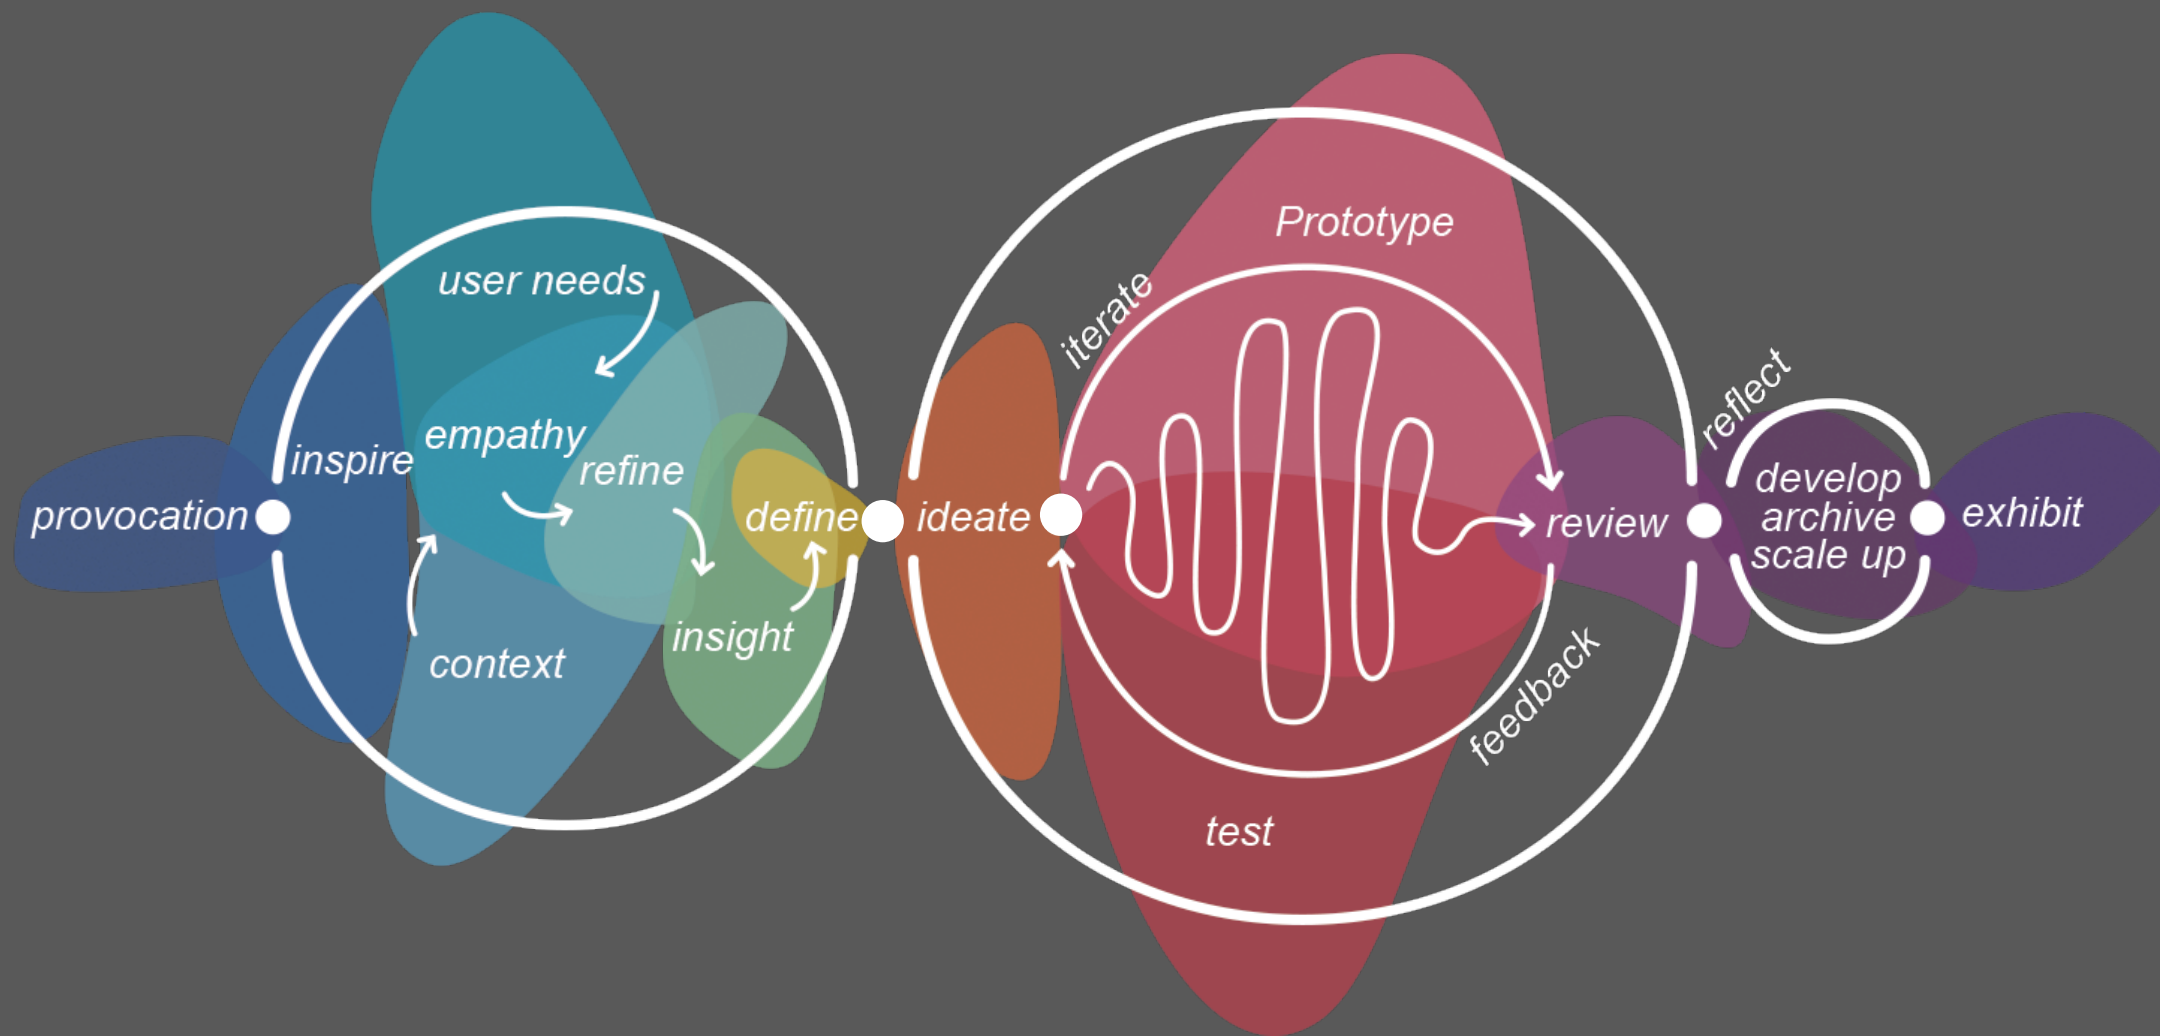 provocation
inspire
user needs
empathy
context
refine
insight
define
ideate
iterate
Prototype
test
feedback
review
reflect
develop
archive
scale up
exhibit